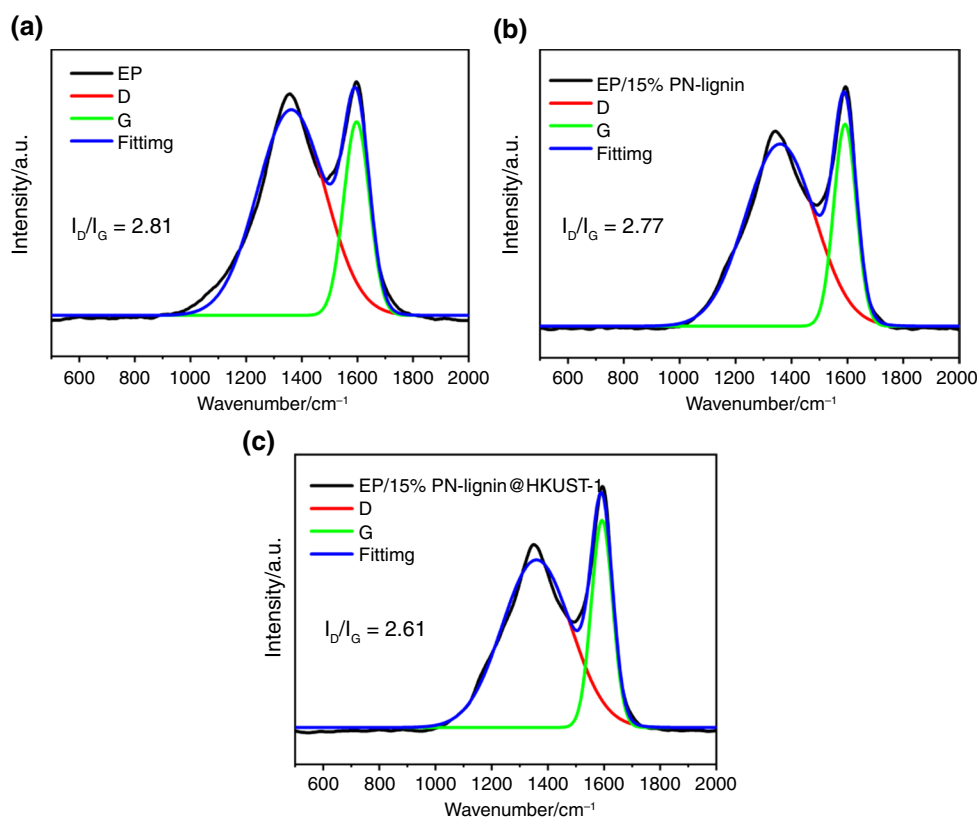 (a)
EP
D
G
Fittimg
I_D/I_G = 2.81
Intensity/a.u.
600 800 1000 1200 1400 1600 1800 2000
Wavenumber/cm⁻¹
(b)
EP/15% PN-lignin
D
G
Fittimg
I_D/I_G = 2.77
Intensity/a.u.
600 800 1000 1200 1400 1600 1800 2000
Wavenumber/cm⁻¹
(c)
EP/15% PN-lignin@HKUST-1
D
G
Fittimg
I_D/I_G = 2.61
Intensity/a.u.
600 800 1000 1200 1400 1600 1800 2000
Wavenumber/cm⁻¹